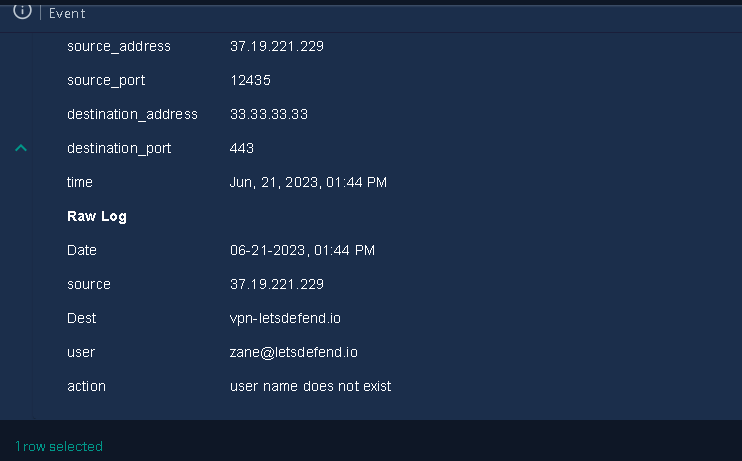 Event
source_address 37.19.221.229
source_port 12435
destination_address 33.33.33.33
destination_port 443
time Jun, 21, 2023, 01:44 PM
Raw Log
Date 06-21-2023, 01:44 PM
source 37.19.221.229
Dest vpn-letsdefend.io
user zane@letsdefend.io
action user name does not exist
1 row selected